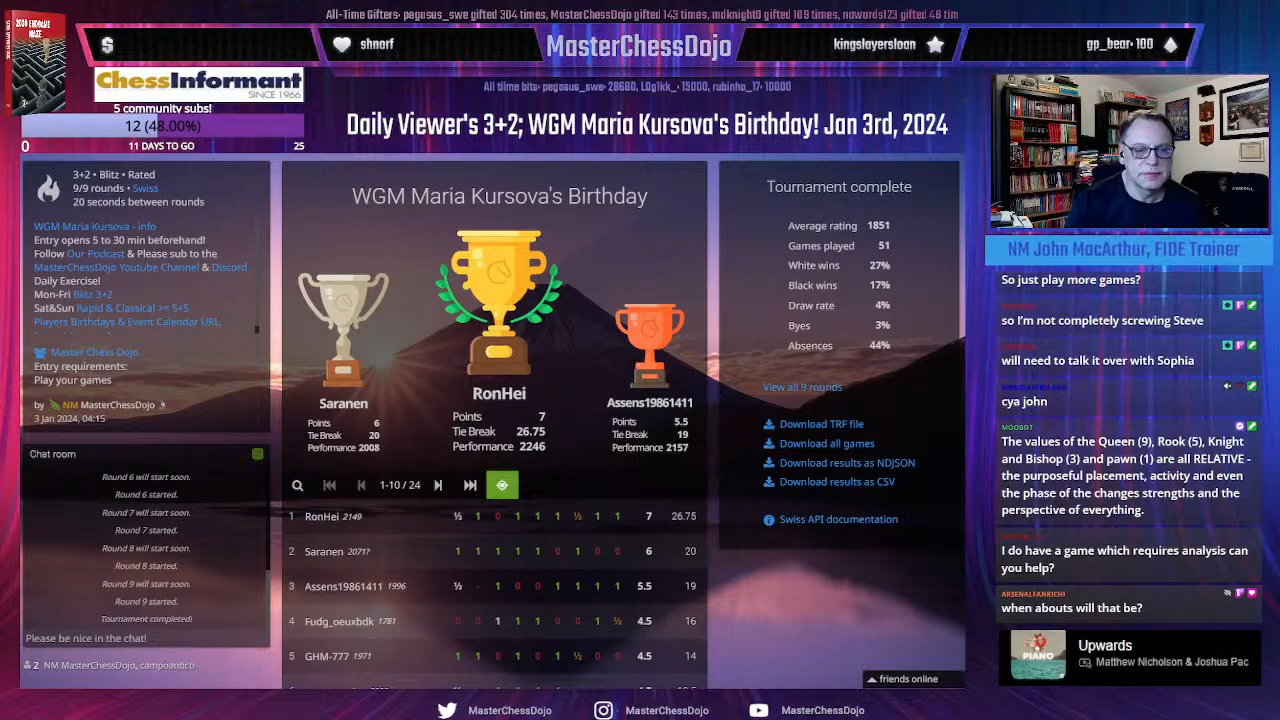 All-Time Gifters• pegasus_swe gifted 304 times, MasterChessDojo gifted 143 times, mdknight0 gifted 109 times, nowards123 gifted 46 tim
2020 ENDGAME MAZE
$
shnorf
MasterChessDojo
kingslayersloan
gp_bear• 100
ChessInformant
SINCE 1966
All time bits• pegasus_swe• 28680, L0g1kk_• 15000, rubinho_17• 10000
5 community subs!
12 (48.00%)
0
11 DAYS TO GO
25
Daily Viewer's 3+2; WGM Maria Kursova's Birthday! Jan 3rd, 2024
3+2 • Blitz • Rated
9/9 rounds • Swiss
20 seconds between rounds
WGM Maria Kursova - info
Entry opens 5 to 30 min beforehand!
Follow Our Podcast & Please sub to the
MasterChessDojo Youtube Channel & Discord
Daily Exercise!
Mon-Fri Blitz 3+2
Sat&Sun Rapid & Classical >= 5+5
Players Birthdays & Event Calendar URL,
Master Chess Dojo
Entry requirements:
Play your games
by NM MasterChessDojo
3 Jan 2024, 04:15
Chat room
Round 6 will start soon.
Round 6 started.
Round 7 will start soon.
Round 7 started.
Round 8 will start soon.
Round 8 started.
Round 9 will start soon.
Round 9 started.
Tournament completed!
Please be nice in the chat!
2 NM MasterChessDojo, campoantico
WGM Maria Kursova's Birthday
Saranen
Points 6
Tie Break 20
Performance 2008
RonHei
Points 7
Tie Break 26.75
Performance 2246
Assens19861411
Points 5.5
Tie Break 19
Performance 2157
1-10 / 24
1 RonHei 2149 ½ 1 0 1 1 1 ½ 1 1 7 26.75
2 Saranen 2071? 1 1 1 1 1 0 1 0 0 6 20
3 Assens19861411 1996 ½ - 1 0 0 1 1 1 1 5.5 19
4 Fudg_oeuxbdk 1781 0 0 1 1 1 0 0 1 ½ 4.5 16
5 GHM-777 1971 1 1 0 1 0 1 ½ 0 0 4.5 14
Tournament complete
Average rating 1851
Games played 51
White wins 27%
Black wins 17%
Draw rate 4%
Byes 3%
Absences 44%
View all 9 rounds
Download TRF file
Download all games
Download results as NDJSON
Download results as CSV
Swiss API documentation
friends online
NM John MacArthur, FIDE Trainer
So just play more games?
so I'm not completely screwing Steve
will need to talk it over with Sophia
cya john
MOOBOT
The values of the Queen (9), Rook (5), Knight
and Bishop (3) and pawn (1) are all RELATIVE -
the purposeful placement, activity and even
the phase of the changes strengths and the
perspective of everything.
I do have a game which requires analysis can
you help?
ARSENALFANRICHI
when abouts will that be?
PIANO
Upwards
Matthew Nicholson & Joshua Pac
MasterChessDojo
MasterChessDojo
MasterChessDojo